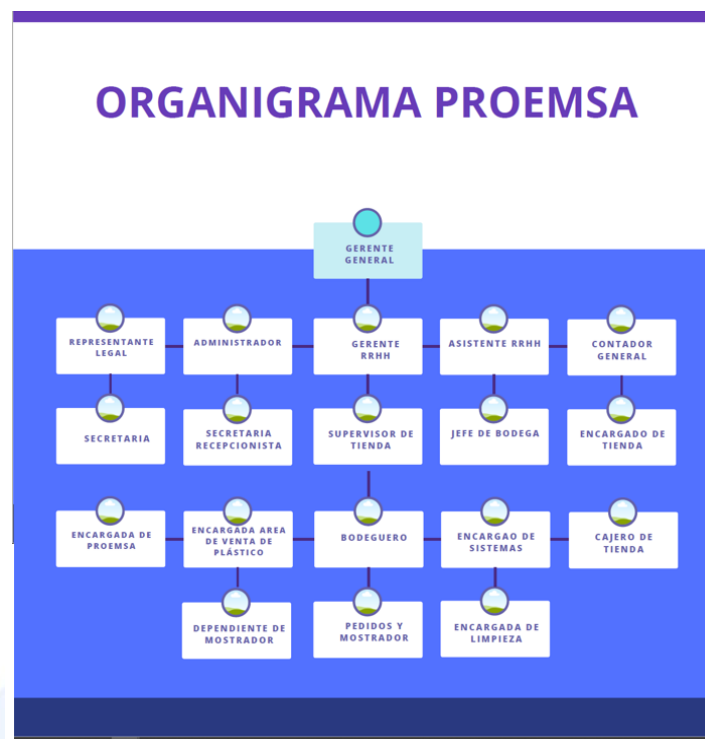 ORGANIGRAMA PROEMSA
GERENTE
GENERAL
REPRESENTANTE
LEGAL
ADMINISTRADOR
GERENTE
RRHH
ASISTENTE RRHH
CONTADOR
GENERAL
SECRETARIA
SECRETARIA
RECEPCIONISTA
SUPERVISOR DE
TIENDA
JEFE DE BODEGA
ENCARGADO DE
TIENDA
ENCARGADA DE
PROEMSA
ENCARGADA AREA
DE VENTA DE
PLÁSTICO
BODEGUERO
ENCARGAO DE
SISTEMAS
CAJERO DE
TIENDA
DEPENDIENTE DE
MOSTRADOR
PEDIDOS Y
MOSTRADOR
ENCARGADA DE
LIMPIEZA